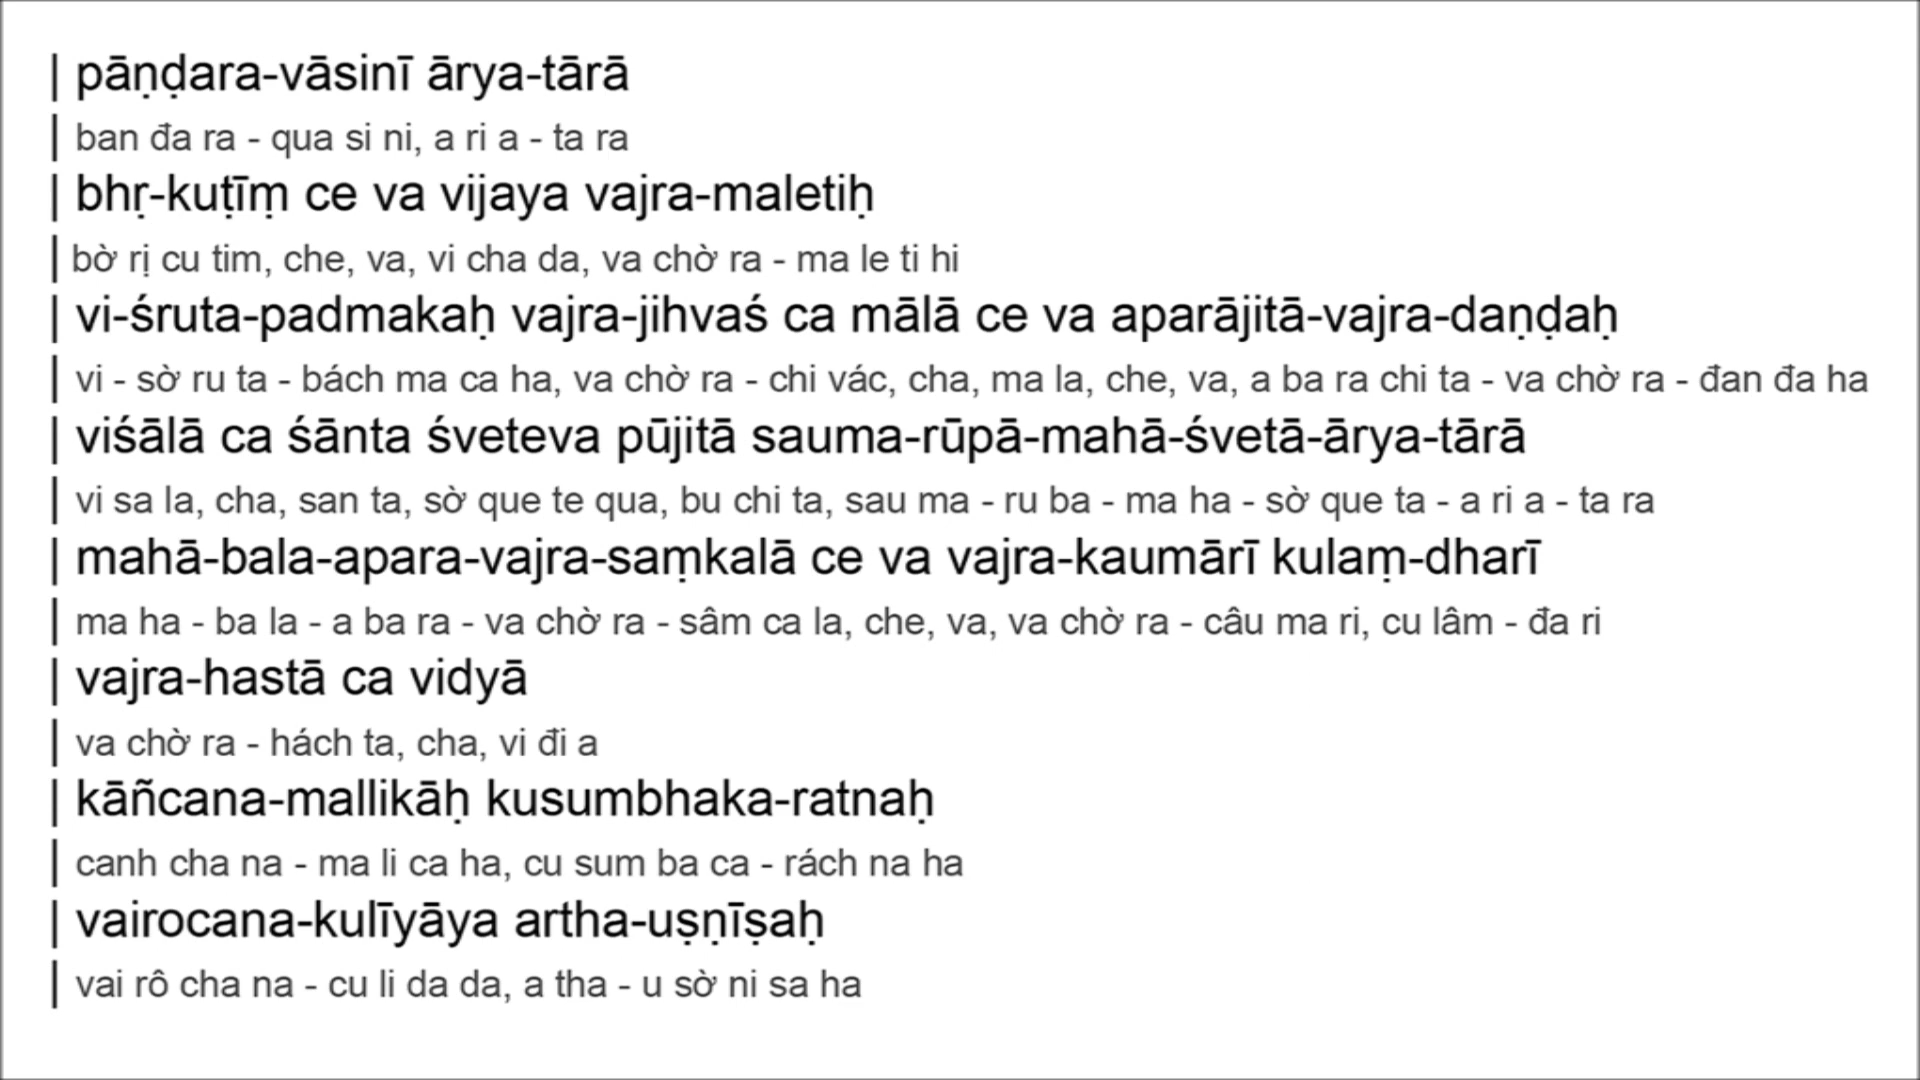 | pāṇḍara-vāsinī ārya-tārā
| ban đa ra - qua si ni, a ri a - ta ra
| bhṛ-kuṭīṃ ce va vijaya vajra-maletiḥ
| bờ rị cu tim, che, va, vi cha da, va chờ ra - ma le ti hi
| vi-śruta-padmakaḥ vajra-jihvaś ca mālā ce va aparājitā-vajra-daṇḍaḥ
| vi - sờ ru ta - bách ma ca ha, va chờ ra - chi vác, cha, ma la, che, va, a ba ra chi ta - va chờ ra - đan đa ha
| viśālā ca śānta śveteva pūjitā sauma-rūpā-mahā-śvetā-ārya-tārā
| vi sa la, cha, san ta, sờ que te qua, bu chi ta, sau ma - ru ba - ma ha - sờ que ta - a ri a - ta ra
| mahā-bala-apara-vajra-saṃkalā ce va vajra-kaumārī kulaṃ-dharī
| ma ha - ba la - a ba ra - va chờ ra - sâm ca la, che, va, va chờ ra - câu ma ri, cu lâm - đa ri
| vajra-hastā ca vidyā
| va chờ ra - hách ta, cha, vi đi a
| kāñcana-mallikāḥ kusumbhaka-ratnaḥ
| canh cha na - ma li ca ha, cu sum ba ca - rách na ha
| vairocana-kulīyāya artha-uṣṇīṣaḥ
| vai rô cha na - cu li da da, a tha - u sờ ni sa ha